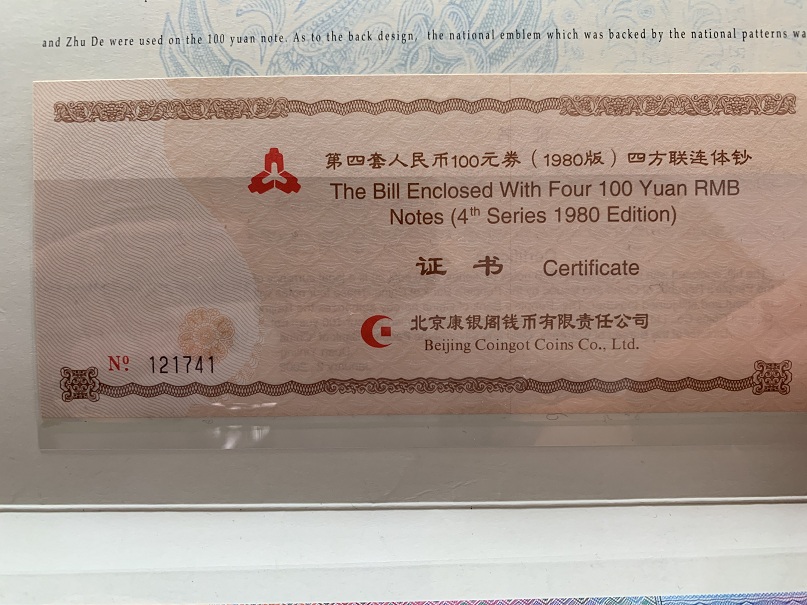 and Zhu De were used on the 100 yuan note. As to the back design, the national emblem which was backed by the national patterns wa
第四套人民币100元券（1980版）四方联连体钞
The Bill Enclosed With Four 100 Yuan RMB
Notes (4th Series 1980 Edition)
证 书 Certificate
北京康银阁钱币有限责任公司
Beijing Coingot Coins Co., Ltd.
No 121741